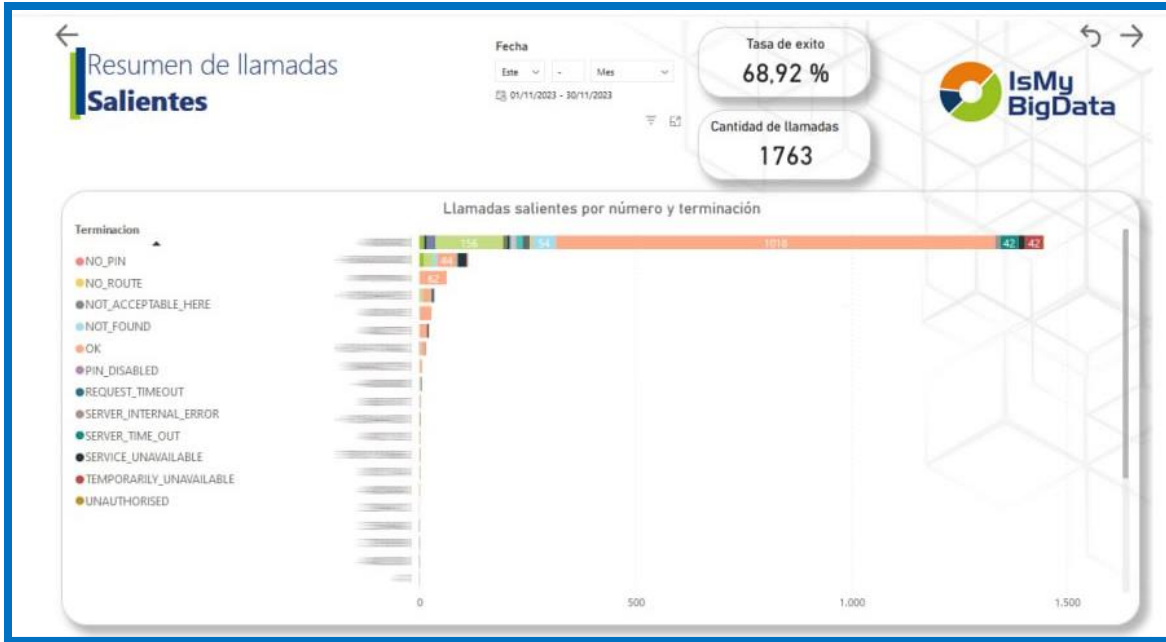 Resumen de llamadas
Salientes
Fecha
Este - Mes
01/11/2023 - 30/11/2023
Tasa de exito
68,92 %
Cantidad de llamadas
1763
IsMy
BigData
Llamadas salientes por número y terminación
Terminacion
NO_PIN
NO_ROUTE
NOT_ACCEPTABLE_HERE
NOT_FOUND
OK
PIN_DISABLED
REQUEST_TIMEOUT
SERVER_INTERNAL_ERROR
SERVER_TIME_OUT
SERVICE_UNAVAILABLE
TEMPORARILY_UNAVAILABLE
UNAUTHORISED
156 54 1018 42 42
44
62
0 500 1.000 1.500